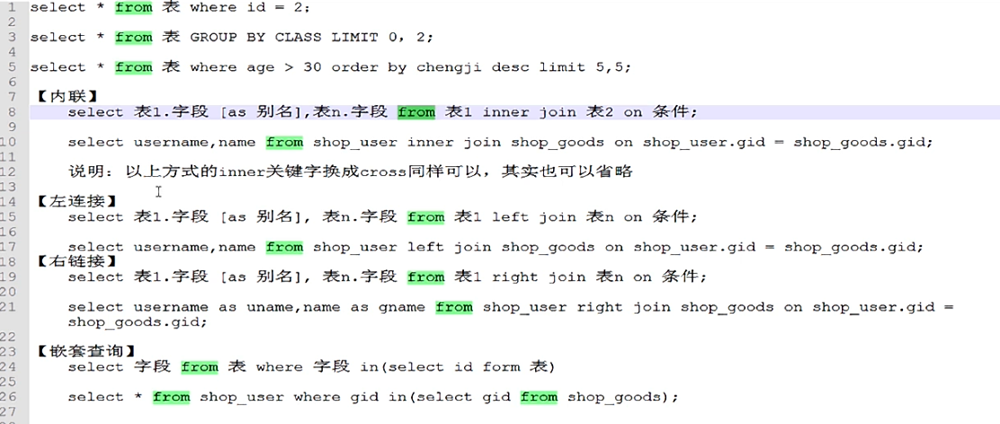 1 select * from 表 where id = 2;
2
3 select * from 表 GROUP BY CLASS LIMIT 0, 2;
4
5 select * from 表 where age > 30 order by chengji desc limit 5,5;
6
7 【内联】
8 select 表1.字段 [as 别名],表n.字段 from 表1 inner join 表2 on 条件;
9
10 select username,name from shop_user inner join shop_goods on shop_user.gid = shop_goods.gid;
11
12 说明: 以上方式的inner关键字换成cross同样可以，其实也可以省略
13
14 【左连接】
15 select 表1.字段 [as 别名], 表n.字段 from 表1 left join 表n on 条件;
16
17 select username,name from shop_user left join shop_goods on shop_user.gid = shop_goods.gid;
18 【右链接】
19 select 表1.字段 [as 别名], 表n.字段 from 表1 right join 表n on 条件;
20
21 select username as uname,name as gname from shop_user right join shop_goods on shop_user.gid =
shop_goods.gid;
22
23 【嵌套查询】
24 select 字段 from 表 where 字段 in(select id form 表)
25
26 select * from shop_user where gid in(select gid from shop_goods);
27